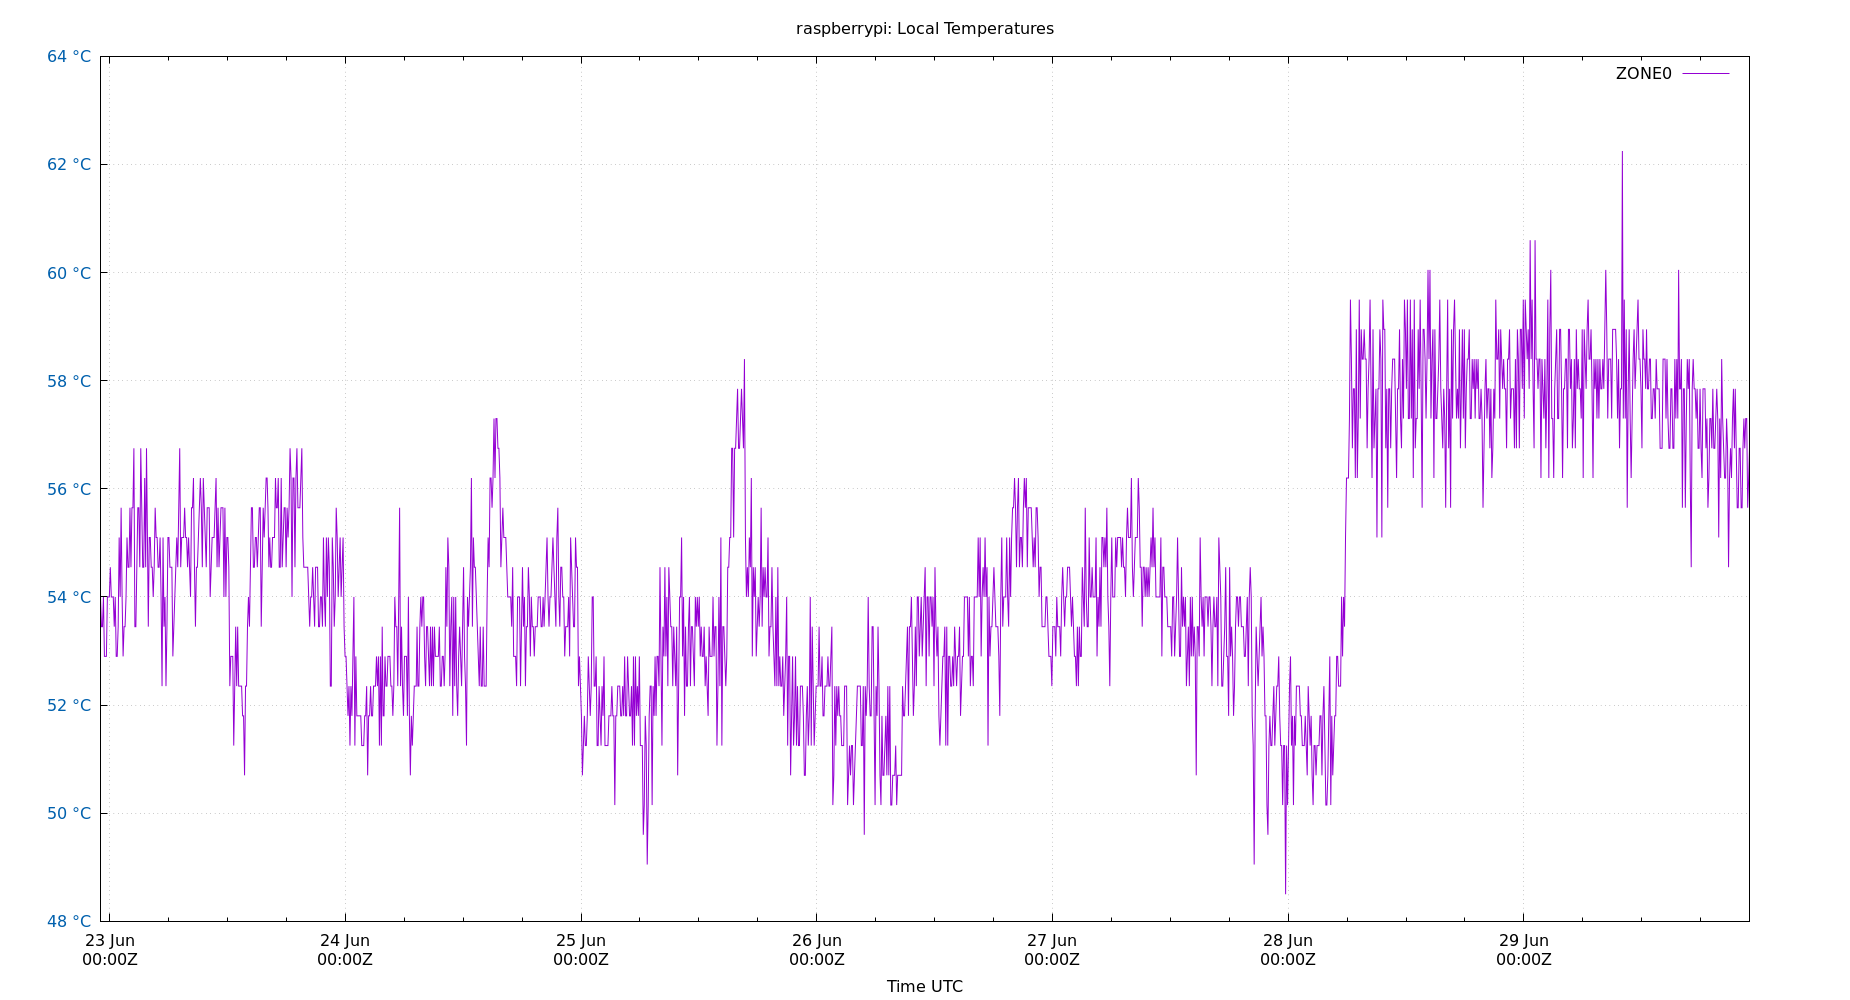 raspberrypi: Local Temperatures
64 °C
ZONE0
62 °C
60 °C
58 °C
56 °C
54 °C
52 °C
50 °C
48 °C
23 Jun 24 Jun 25 Jun 26 Jun 27 Jun 28 Jun 29 Jun
00:00Z 00:00Z 00:00Z 00:00Z 00:00Z 00:00Z 00:00Z
Time UTC